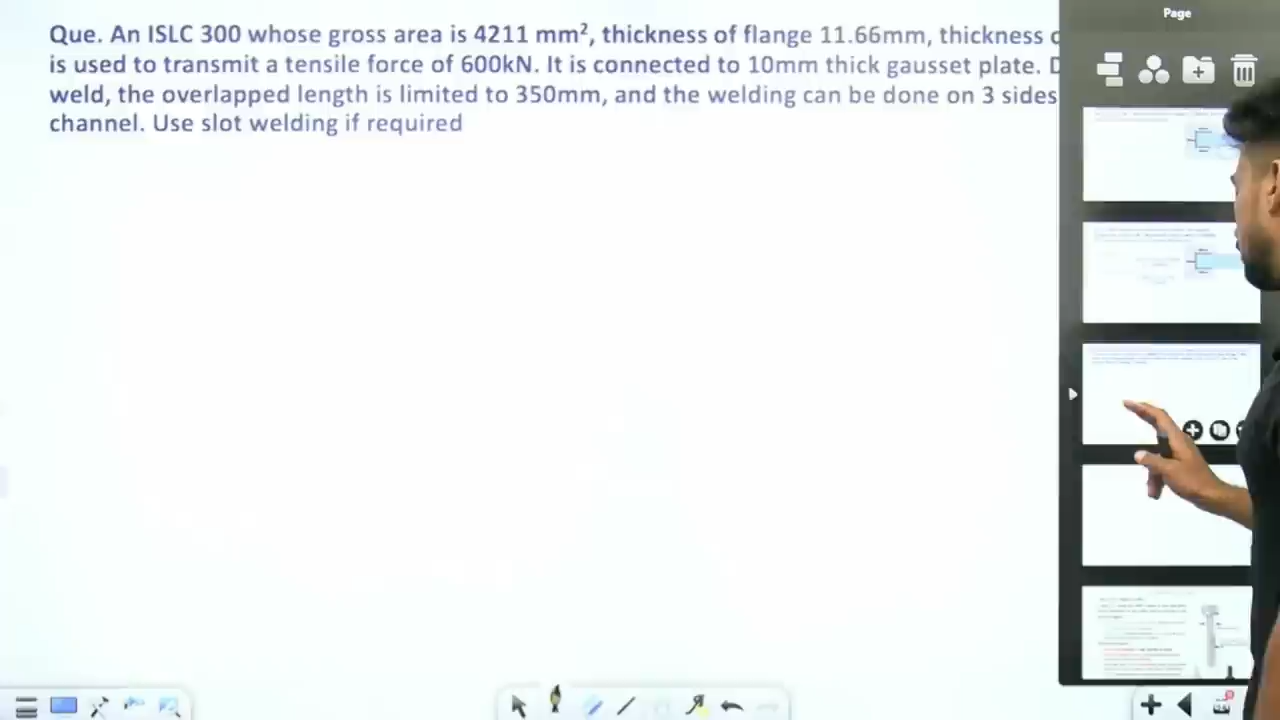 Que. An ISLC 300 whose gross area is 4211 mm², thickness of flange 11.66mm, thickness
is used to transmit a tensile force of 600kN. It is connected to 10mm thick gausset plate.
weld, the overlapped length is limited to 350mm, and the welding can be done on 3 sides
channel. Use slot welding if required
Page